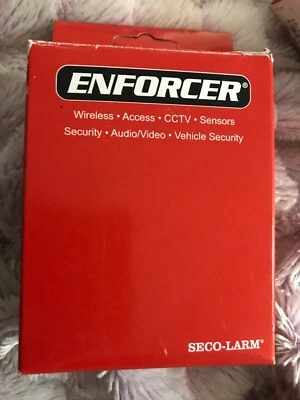 ENFORCER®
Wireless • Access • CCTV • Sensors
Security • Audio/Video • Vehicle Security
SECO-LARM®